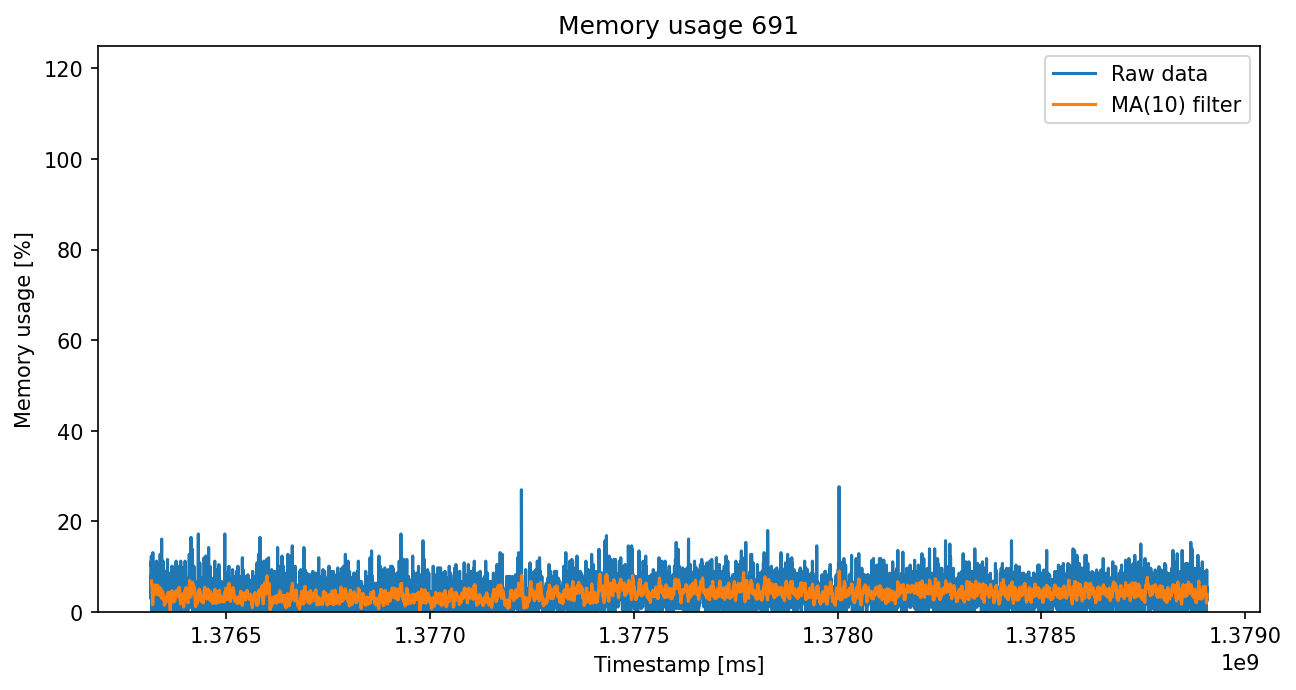 Memory usage 691
Raw data
MA(10) filter
Memory usage [%]
120
100
80
60
40
20
0
1.3765 1.3770 1.3775 1.3780 1.3785 1.3790
1e9
Timestamp [ms]